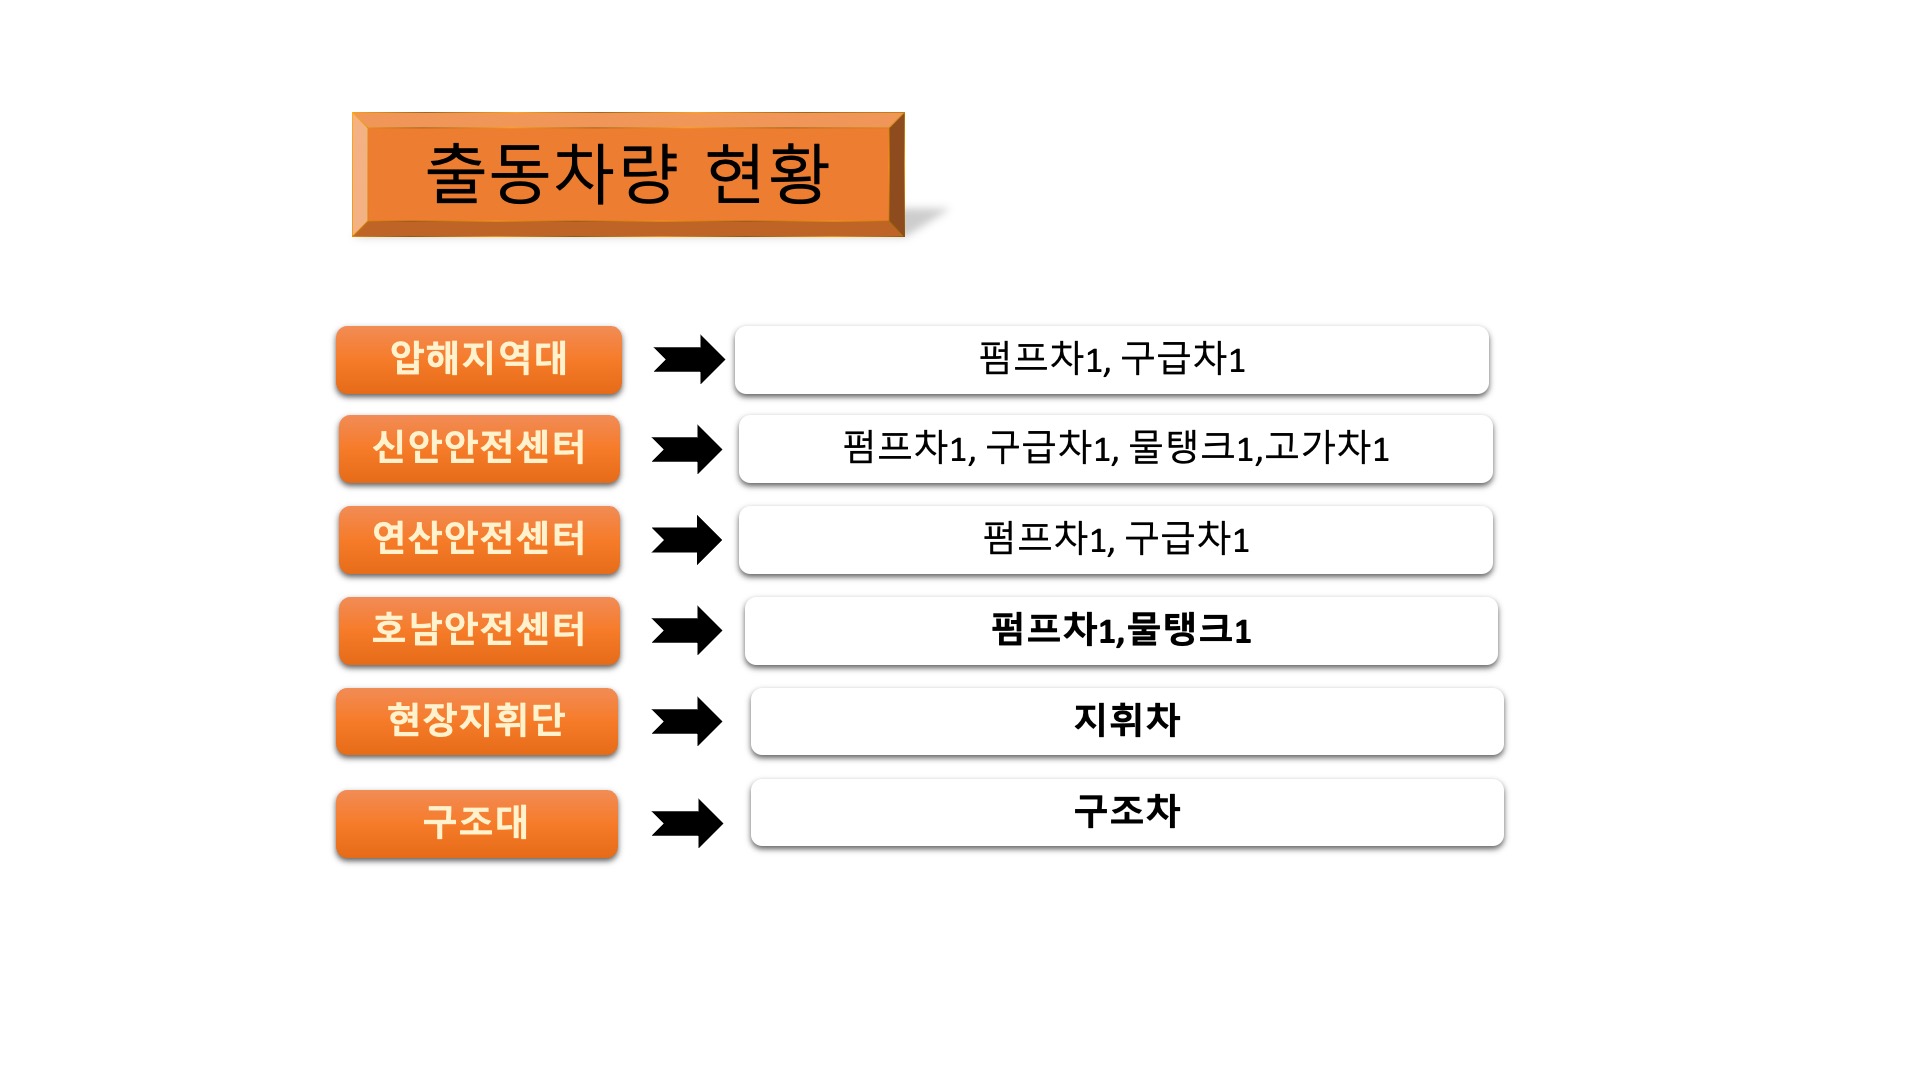 출동차량 현황
압해지역대
펌프차1, 구급차1
신안안전센터
펌프차1, 구급차1, 물탱크1,고가차1
연산안전센터
펌프차1, 구급차1
호남안전센터
펌프차1,물탱크1
현장지휘단
지휘차
구조대
구조차